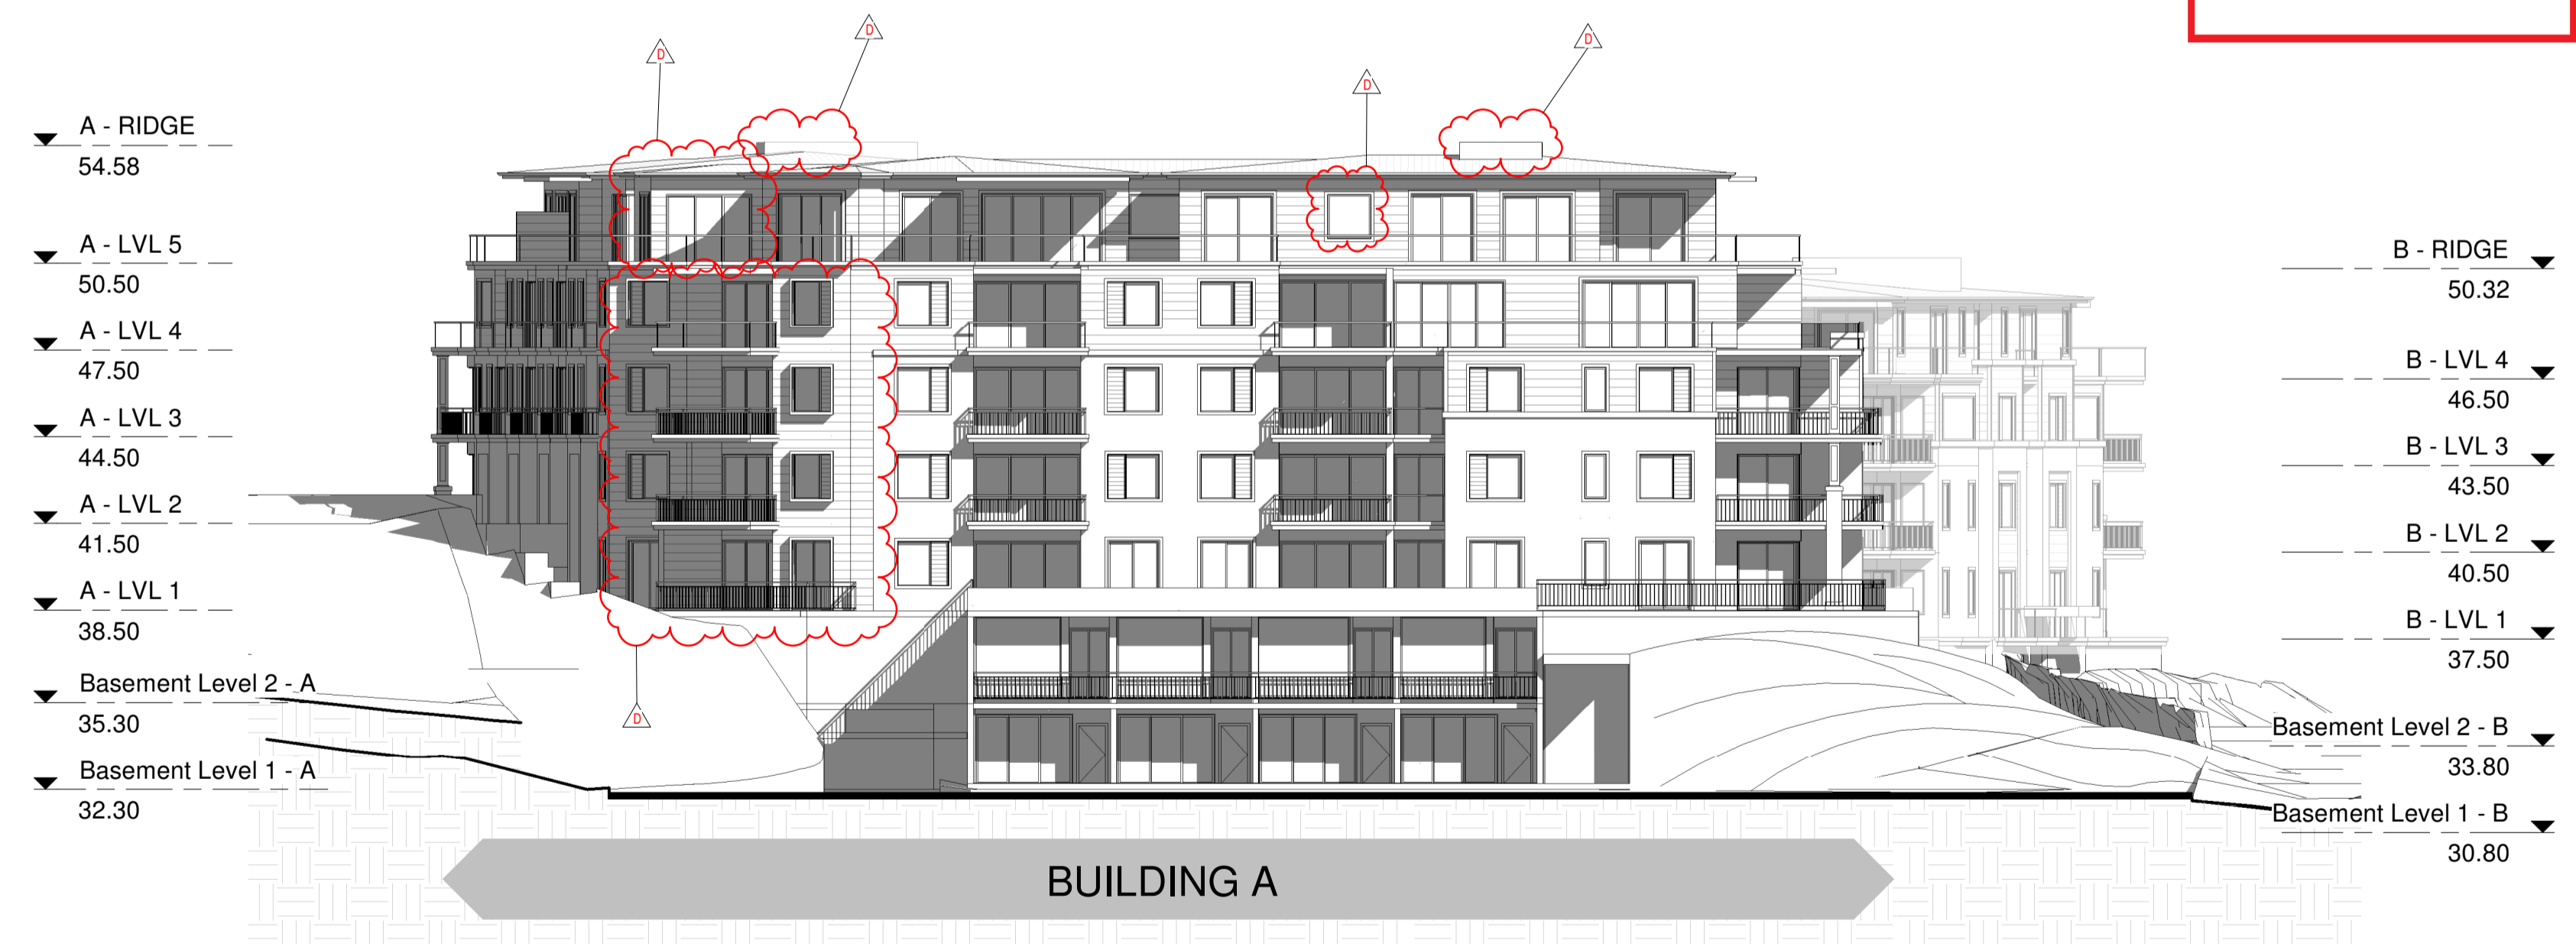 D
D
D
D
A - RIDGE
54.58
A - LVL 5
50.50
A - LVL 4
47.50
A - LVL 3
44.50
A - LVL 2
41.50
A - LVL 1
38.50
Basement Level 2 - A
35.30
Basement Level 1 - A
32.30
D
B - RIDGE
50.32
B - LVL 4
46.50
B - LVL 3
43.50
B - LVL 2
40.50
B - LVL 1
37.50
Basement Level 2 - B
33.80
Basement Level 1 - B
30.80
BUILDING A